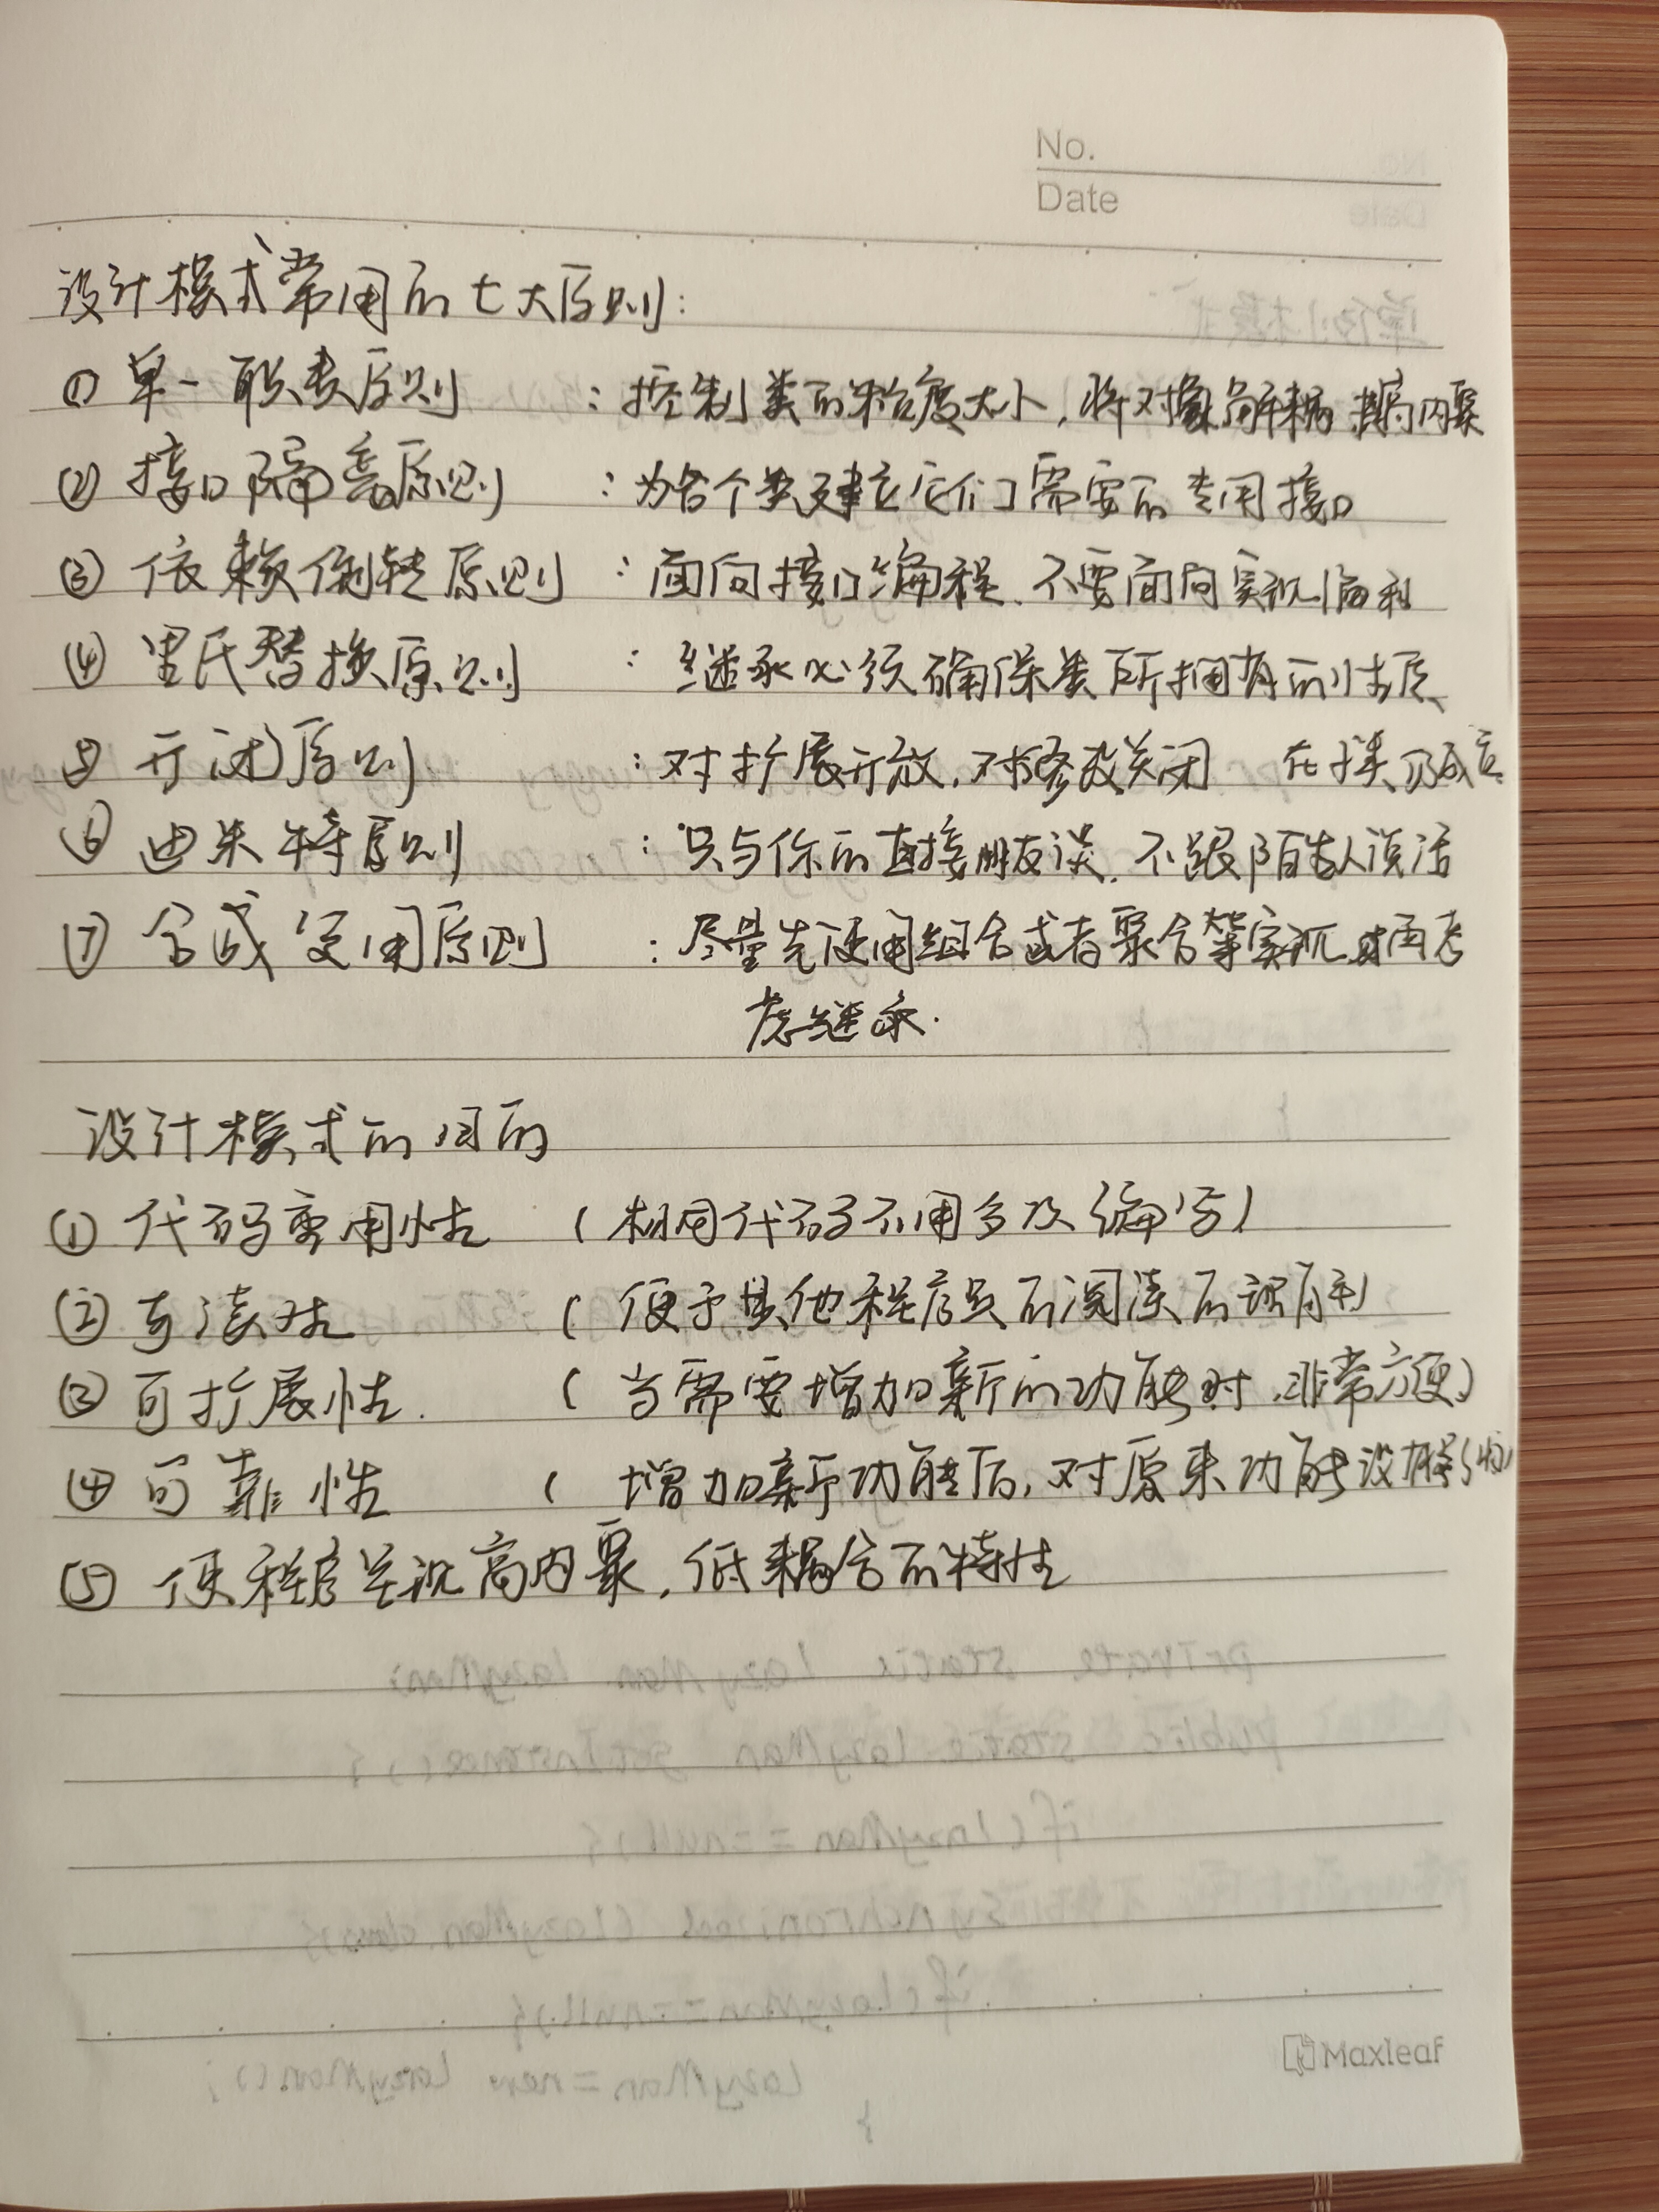 No.
Date
设计模式常用的七大原则:
① 单一职责原则 : 控制类的粒度大小,将对象解耦,提高内聚
② 接口隔离原则 : 为各个类建立它们需要的专用接口
③ 依赖倒转原则 : 面向接口编程.不要面向实现编程
④ 里氏替换原则 : 继承必须确保类所拥有的性质、
⑤ 开闭原则 : 对扩展开放,对修改关闭 在子类仍成立
⑥ 迪米特原则 : 只与你的直接朋友谈.不跟陌生人说话
⑦ 合成复用原则 : 尽量先使用组合或者聚合等实现,再考
虑继承.
设计模式的目的
① 代码重用性 (相同代码不用多次编写)
② 可读性 (便于其他程序员的阅读的理解)
③ 可扩展性. (当需要增加新的功能时.非常方便)
④ 可靠性 (增加新功能后,对原来功能没有影响)
⑤ 使程序呈现高内聚,低耦合的特性
Maxleaf